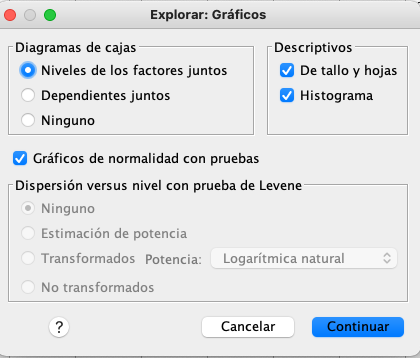 Explorar: Gráficos
Diagramas de cajas
Niveles de los factores juntos
Dependientes juntos
Ninguno
Descriptivos
De tallo y hojas
Histograma
Gráficos de normalidad con pruebas
Dispersión versus nivel con prueba de Levene
Ninguno
Estimación de potencia
Transformados Potencia: Logarítmica natural
No transformados
? Cancelar Continuar